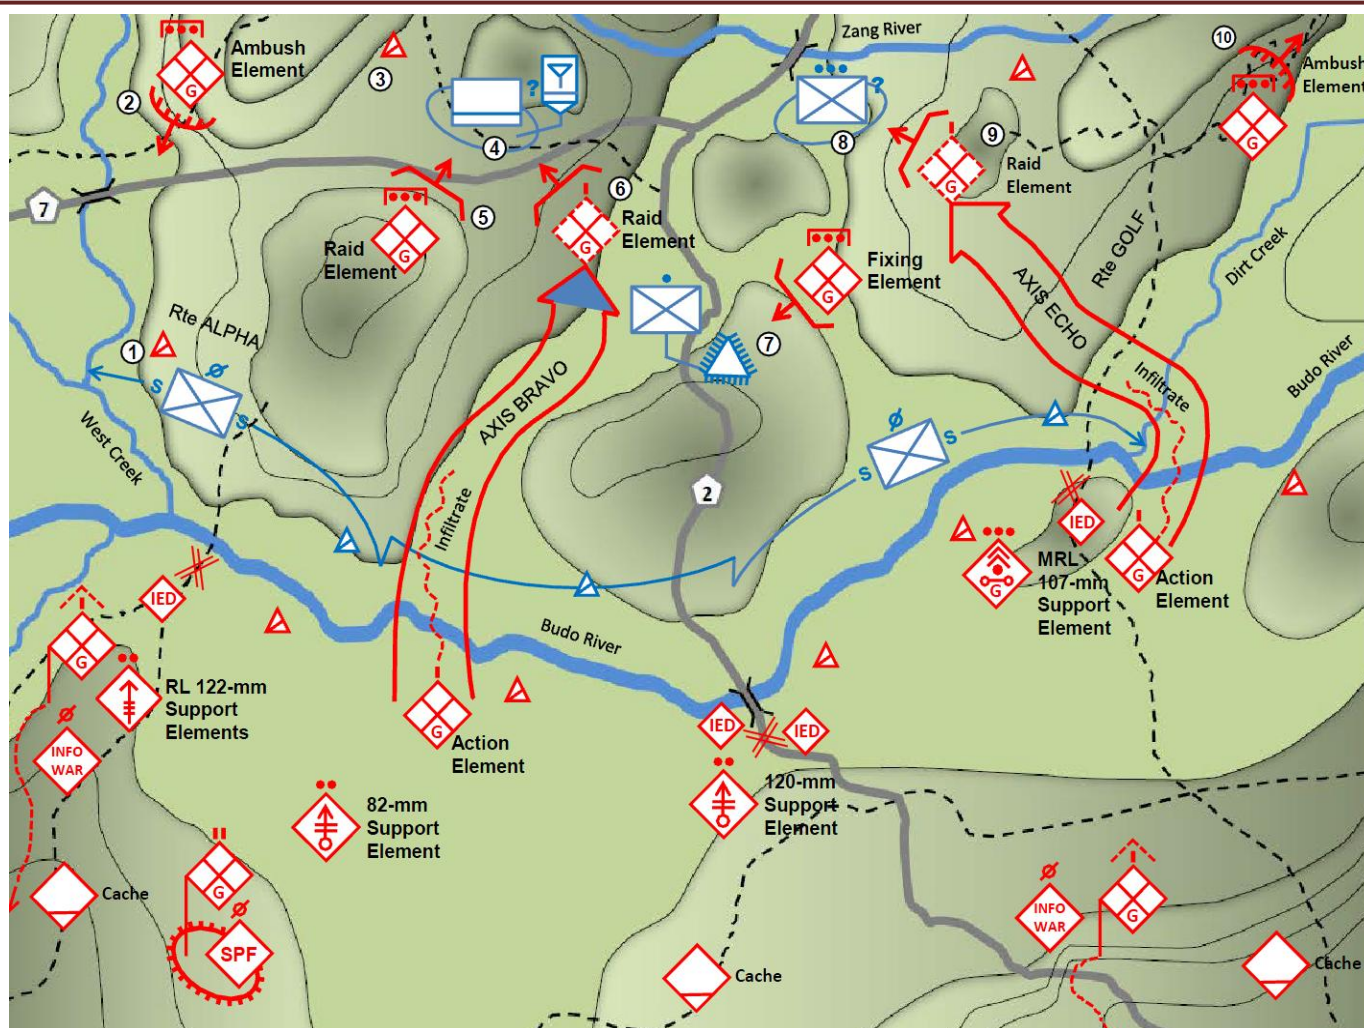 Ambush
Element
G
2
3
?
4
7
5
G
Raid
Element
6
Raid
Element
G
Zang River
?
8
10
Ambush
Element
G
9
Raid
Element
G
Fixing
Element
G
Rte GOLF
Dirt Creek
AXIS ECHO
Infiltrate
Budo River
Rte ALPHA
1
S
S
West Creek
AXIS BRAVO
Infiltrate
7
2
S
S
IED
MRL
107-mm
Support
Element
G
Action
Element
G
IED
G
RL 122-mm
Support
Elements
INFO
WAR
Budo River
G
Action
Element
IED
IED
82-mm
Support
Element
120-mm
Support
Element
Cache
G
SPF
Cache
INFO
WAR
G
Cache